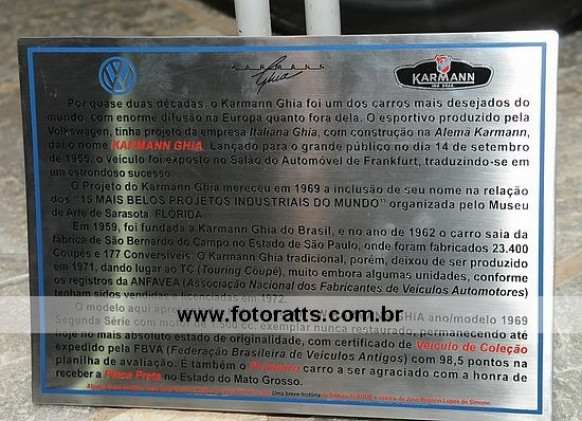 KARMANN
Ghia
KARMANN
Por quase duas décadas, o Karmann Ghia foi um dos carros mais desejados do
mundo com enorme difusão na Europa quanto fora dela. O esportivo produzido pela
Volkswagen, tinha projeto da empresa Italiana Ghia, com construção na Alemã Karmann,
daí o nome KARMANN GHIA. Lançado para o grande público no dia 14 de setembro
de 1955, o veículo foi exposto no Salão do Automóvel de Frankfurt, traduzindo-se em
um estrondoso sucesso.
O Projeto do Karmann Ghia mereceu em 1969 a inclusão de seu nome na relação
dos "15 MAIS BELOS PROJETOS INDUSTRIAIS DO MUNDO" organizada pelo Museu
de Arte de Sarasota. FLÓRIDA.
Em 1959, foi fundada a Karmann Ghia do Brasil, e no ano de 1962 o carro saia da
fábrica de São Bernardo do Campo no Estado de São Paulo, onde foram fabricados 23.400
Coupés e 177 Conversíveis. O Karmann Ghia tradicional, porém, deixou de ser produzido
em 1971, dando lugar ao TC (Touring Coupé), muito embora algumas unidades, conforme
os registros da ANFAVEA (Associação Nacional dos Fabricantes de Veículos Automotores)
tenham sidos vendidas e licenciadas em 1972.
O modelo aqui GHIA ano/modelo 1969
www.fotoratts.com.br
Segunda Série com motor de 1.500 cc, exemplar nunca restaurado, permanecendo até
hoje no mais absoluto estado de originalidade, com certificado de Veículo de Coleção
expedido pela FBVA (Federação Brasileira de Veículos Antigos) com 98,5 pontos na
planilha de avaliação. É também o Primeiro carro a ser agraciado com a honra de
receber a Placa Preta no Estado do Mato Grosso.
Uma breve história